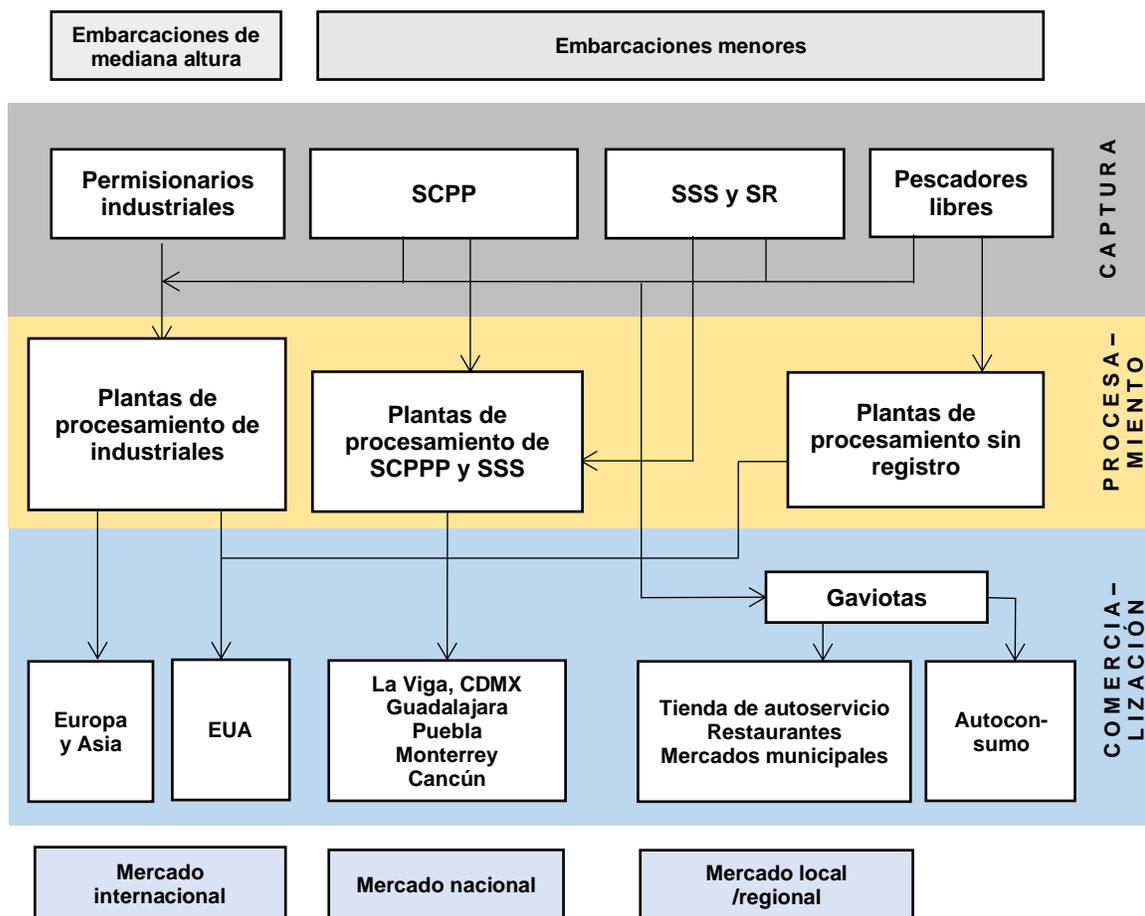 Embarcaciones de
mediana altura
Embarcaciones menores
Permisionarios
industriales
SCPP
SSS y SR
Pescadores
libres
CAPTURA
Plantas de
procesamiento de
industriales
Plantas de
procesamiento de
SCPPP y SSS
Plantas de
procesamiento sin
registro
PROCESA–
MIENTO
Gaviotas
Europa
y Asia
EUA
La Viga, CDMX
Guadalajara
Puebla
Monterrey
Cancún
Tienda de autoservicio
Restaurantes
Mercados municipales
Autocon-
sumo
COMERCIA–
LIZACIÓN
Mercado
internacional
Mercado nacional
Mercado local
/regional